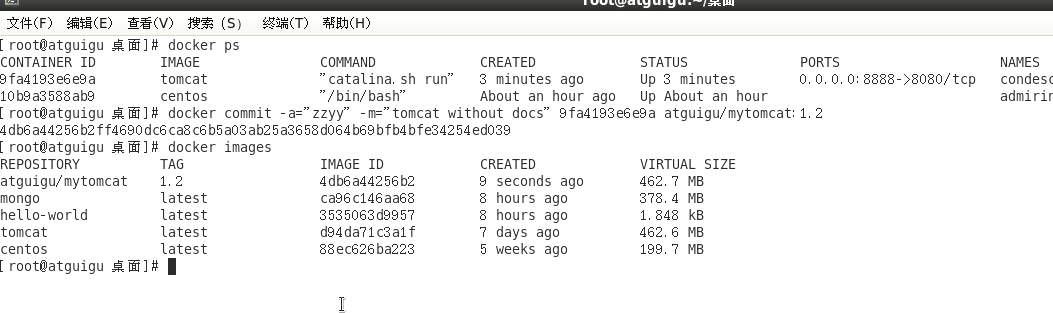 root@atguigu:~/桌面
文件(F) 编辑(E) 查看(V) 搜索 (S) 终端(T) 帮助(H)
[root@atguigu 桌面]# docker ps
CONTAINER ID IMAGE COMMAND CREATED STATUS PORTS NAMES
9fa4193e6e9a tomcat "catalina.sh run" 3 minutes ago Up 3 minutes 0.0.0.0:8888->8080/tcp condesc
10b9a3588ab9 centos "/bin/bash" About an hour ago Up About an hour admirin
[root@atguigu 桌面]# docker commit -a="zzyy" -m="tomcat without docs" 9fa4193e6e9a atguigu/mytomcat:1.2
4db6a44256b2ff4690dc6ca8c6b5a03ab25a3658d064b69bfb4bfe34254ed039
[root@atguigu 桌面]# docker images
REPOSITORY TAG IMAGE ID CREATED VIRTUAL SIZE
atguigu/mytomcat 1.2 4db6a44256b2 9 seconds ago 462.7 MB
mongo latest ca96c146aa68 8 hours ago 378.4 MB
hello-world latest 3535063d9957 8 hours ago 1.848 kB
tomcat latest d94da71c3a1f 7 days ago 462.6 MB
centos latest 88ec626ba223 5 weeks ago 199.7 MB
[root@atguigu 桌面]#